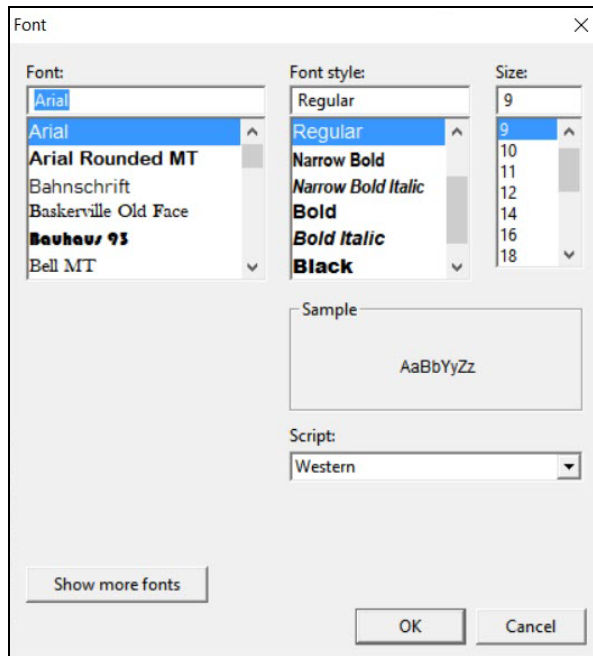 Font
Font:
Arial
Arial
Arial Rounded MT
Bahnschrift
Baskerville Old Face
Bauhaus 93
Bell MT
Font style:
Regular
Regular
Narrow Bold
Narrow Bold Italic
Bold
Bold Italic
Black
Size:
9
9
10
11
12
14
16
18
Sample
AaBbYyZz
Script:
Western
Show more fonts
OK
Cancel